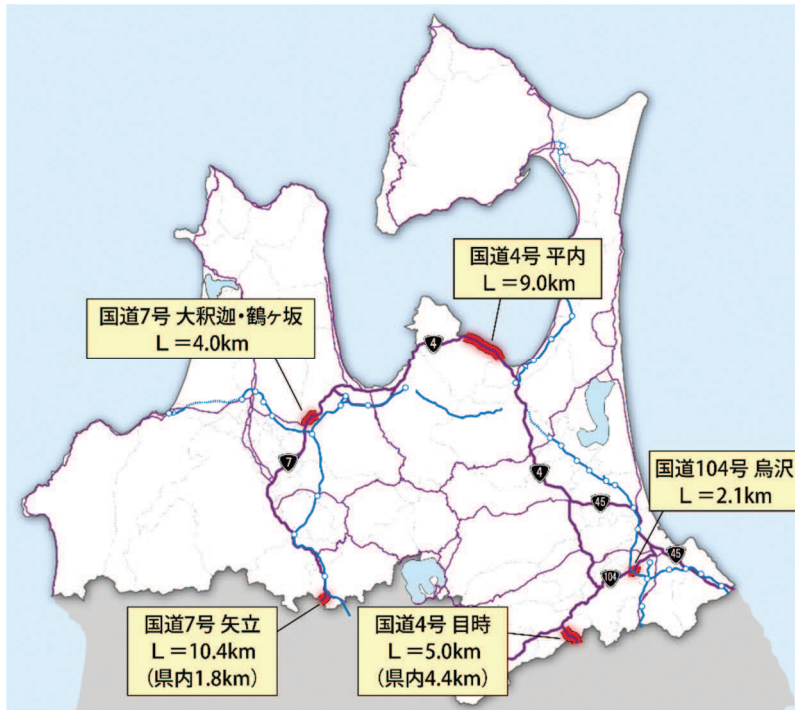 国道4号 平内
L=9.0km
国道7号 大釈迦・鶴ヶ坂
L=4.0km
4
7
4
国道104号 烏沢
L=2.1km
45
45
104
国道7号 矢立
L=10.4km
(県内1.8km)
国道4号 目時
L=5.0km
(県内4.4km)